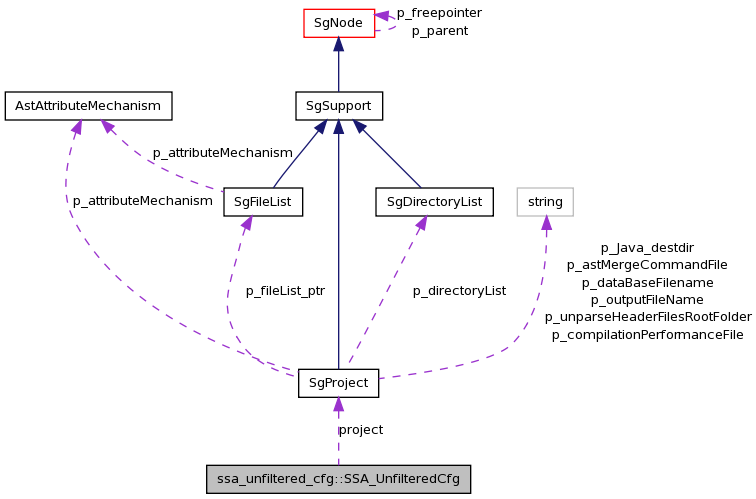 SgNode
p_freepointer
p_parent
AstAttributeMechanism
SgSupport
p_attributeMechanism
p_attributeMechanism
SgFileList
SgDirectoryList
string
p_Java_destdir
p_astMergeCommandFile
p_dataBaseFilename
p_outputFileName
p_unparseHeaderFilesRootFolder
p_compilationPerformanceFile
p_fileList_ptr
p_directoryList
SgProject
project
ssa_unfiltered_cfg::SSA_UnfilteredCfg